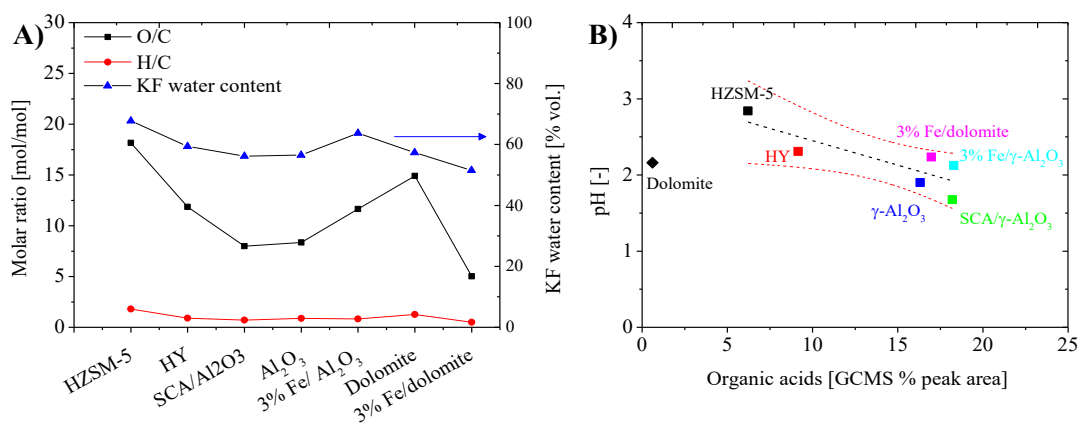 A)
O/C
H/C
KF water content
Molar ratio [mol/mol]
30
25
20
15
10
5
0
100
80
60
40
20
0
KF water content [% vol.]
HZSM-5
HY
SCA/Al2O3
Al₂O₃
3% Fe/ Al₂O₃
Dolomite
3% Fe/dolomite
B)
pH [-]
4
3
2
1
0
HZSM-5
HY
Dolomite
3% Fe/dolomite
3% Fe/γ-Al₂O₃
γ-Al₂O₃
SCA/γ-Al₂O₃
0 5 10 15 20 25
Organic acids [GCMS % peak area]